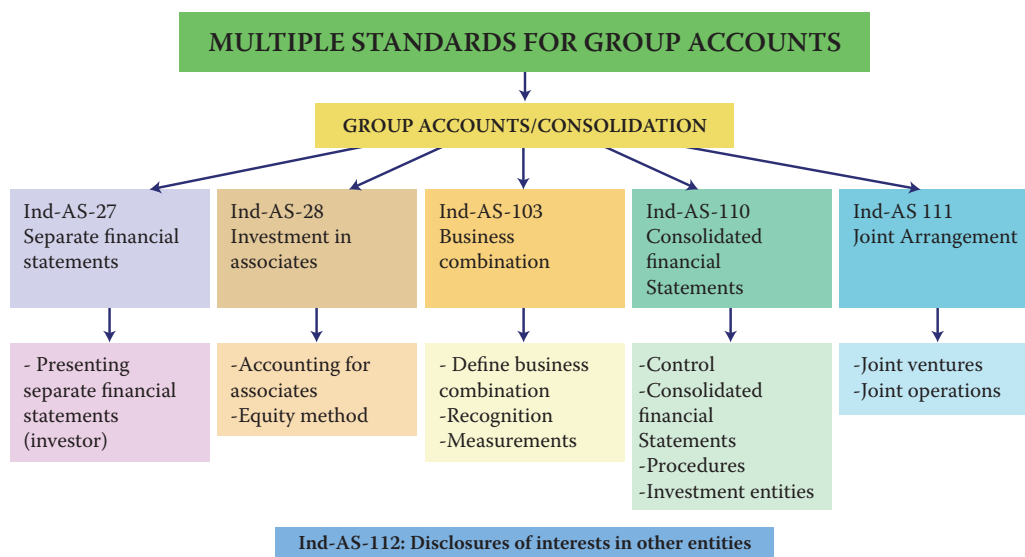 MULTIPLE STANDARDS FOR GROUP ACCOUNTS
GROUP ACCOUNTS/CONSOLIDATION
Ind-AS-27
Separate financial
statements
Ind-AS-28
Investment in
associates
Ind-AS-103
Business
combination
Ind-AS-110
Consolidated
financial
Statements
Ind-AS 111
Joint Arrangement
- Presenting
separate financial
statements
(investor)
-Accounting for
associates
-Equity method
- Define business
combination
-Recognition
-Measurements
-Control
-Consolidated
financial
Statements
-Procedures
-Investment entities
-Joint ventures
-Joint operations
Ind-AS-112: Disclosures of interests in other entities